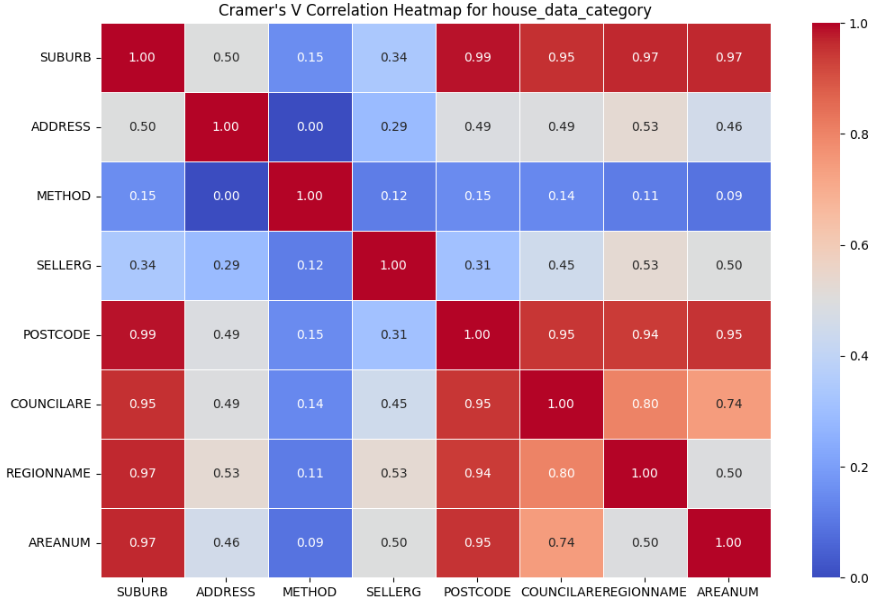 Cramer's V Correlation Heatmap for house_data_category
SUBURB 1.00 0.50 0.15 0.34 0.99 0.95 0.97 0.97
ADDRESS 0.50 1.00 0.00 0.29 0.49 0.49 0.53 0.46
METHOD 0.15 0.00 1.00 0.12 0.15 0.14 0.11 0.09
SELLERG 0.34 0.29 0.12 1.00 0.31 0.45 0.53 0.50
POSTCODE 0.99 0.49 0.15 0.31 1.00 0.95 0.94 0.95
COUNCILARE 0.95 0.49 0.14 0.45 0.95 1.00 0.80 0.74
REGIONNAME 0.97 0.53 0.11 0.53 0.94 0.80 1.00 0.50
AREANUM 0.97 0.46 0.09 0.50 0.95 0.74 0.50 1.00
SUBURB ADDRESS METHOD SELLERG POSTCODE COUNCILARE REGIONNAME AREANUM
1.0
0.8
0.6
0.4
0.2
0.0